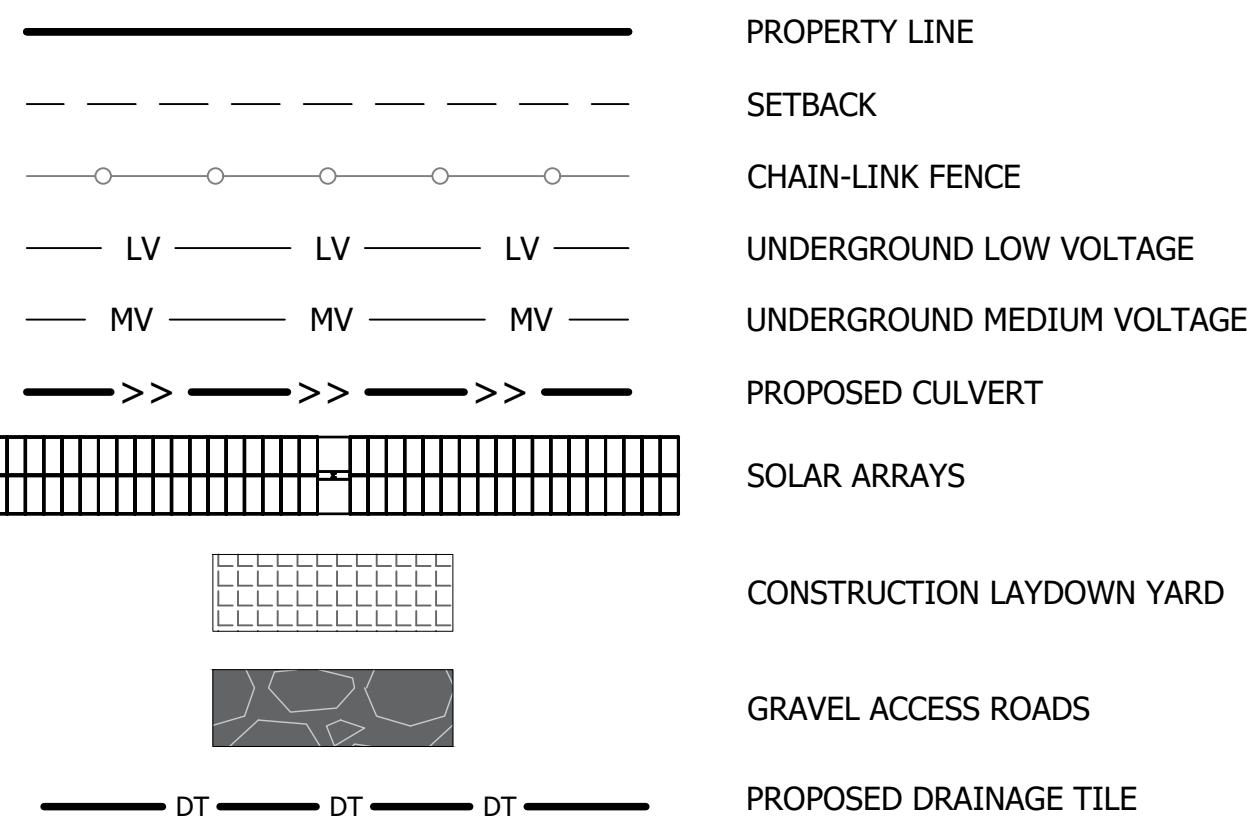 PROPERTY LINE
SETBACK
CHAIN-LINK FENCE
LV LV LV UNDERGROUND LOW VOLTAGE
MV MV MV UNDERGROUND MEDIUM VOLTAGE
>> >> >> PROPOSED CULVERT
SOLAR ARRAYS
CONSTRUCTION LAYDOWN YARD
GRAVEL ACCESS ROADS
DT DT DT PROPOSED DRAINAGE TILE